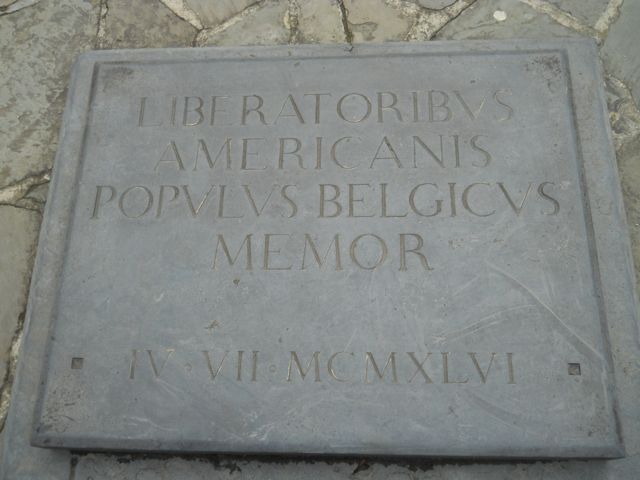 LIBERATORIBVS
AMERICANIS
POPVLVS BELGICVS
MEMOR
IV · VII · MCMXLVI